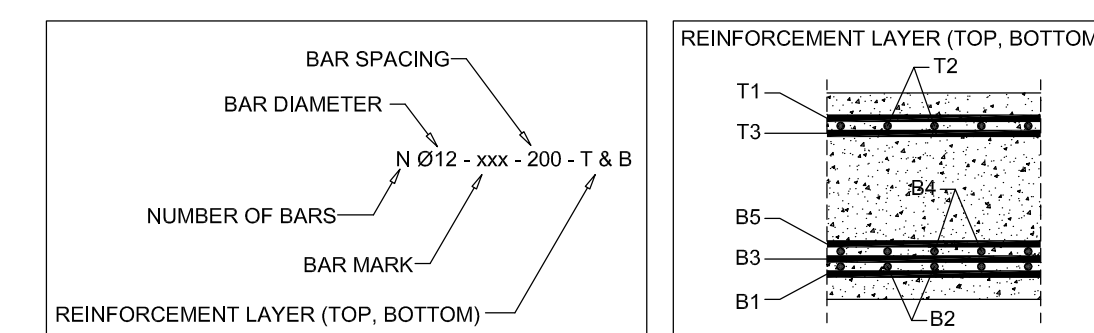 BAR SPACING
BAR DIAMETER
N Ø12 - xxx - 200 - T & B
NUMBER OF BARS
BAR MARK
REINFORCEMENT LAYER (TOP, BOTTOM)
REINFORCEMENT LAYER (TOP, BOTTOM
T2
T1
T3
B4
B5
B3
B1
B2